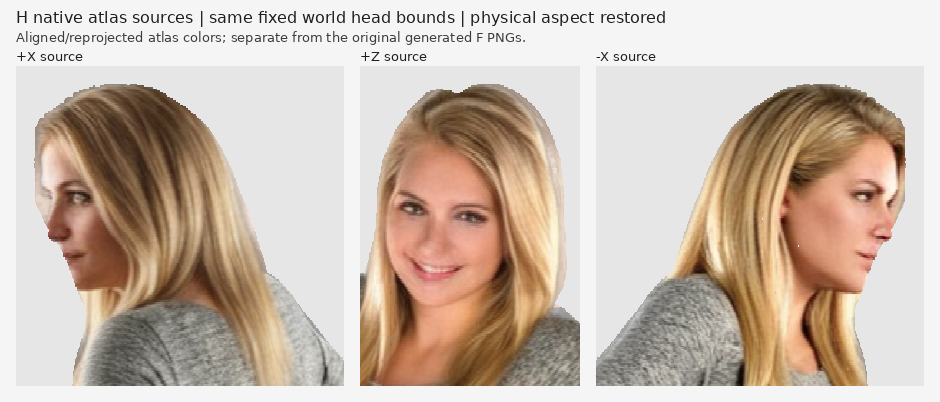 H native atlas sources | same fixed world head bounds | physical aspect restored
Aligned/reprojected atlas colors; separate from the original generated F PNGs.
+X source
+Z source
-X source